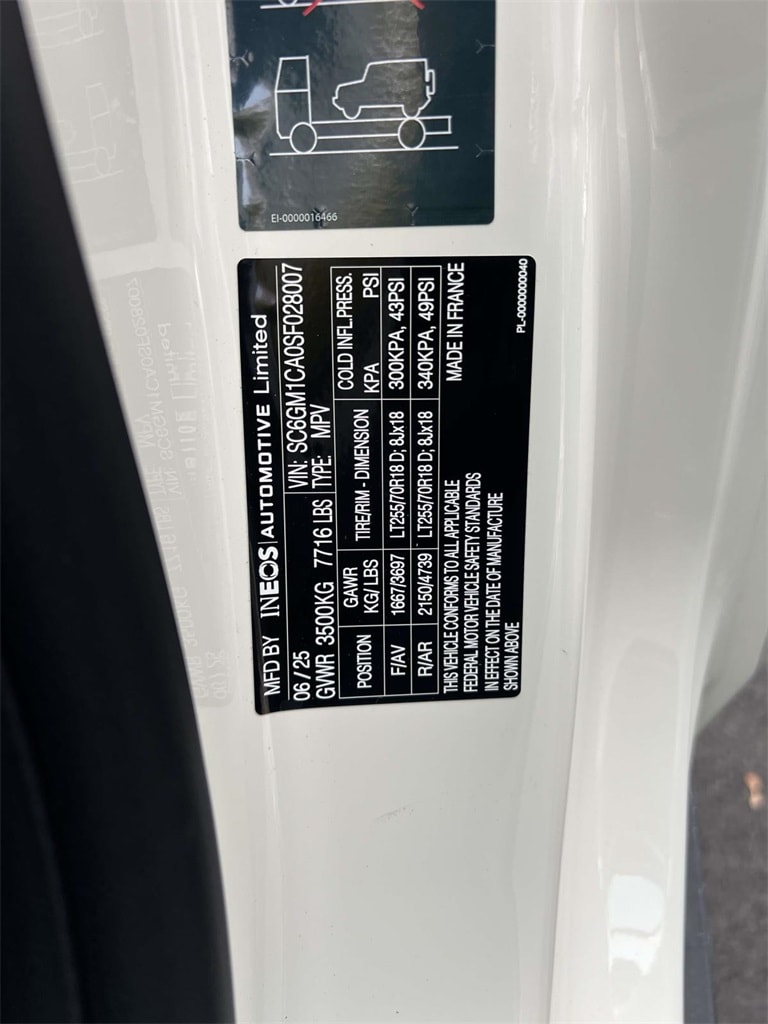 EI-0000016466
MFD BY INEOS AUTOMOTIVE Limited
06 / 25 VIN: SC6GM1CA0SF028007
GVWR 3500KG 7716 LBS TYPE: MPV
POSITION GAWR KG/ LBS TIRE/RIM - DIMENSION COLD INFL.PRESS. KPA PSI
F/AV 1667/3697 LT255/70R18 D; 8Jx18 300KPA, 43PSI
R/AR 2150/4739 LT255/70R18 D; 8Jx18 340KPA, 49PSI
THIS VEHICLE CONFORMS TO ALL APPLICABLE MADE IN FRANCE
FEDERAL MOTOR VEHICLE SAFETY STANDARDS
IN EFFECT ON THE DATE OF MANUFACTURE
SHOWN ABOVE
PL-0000000040